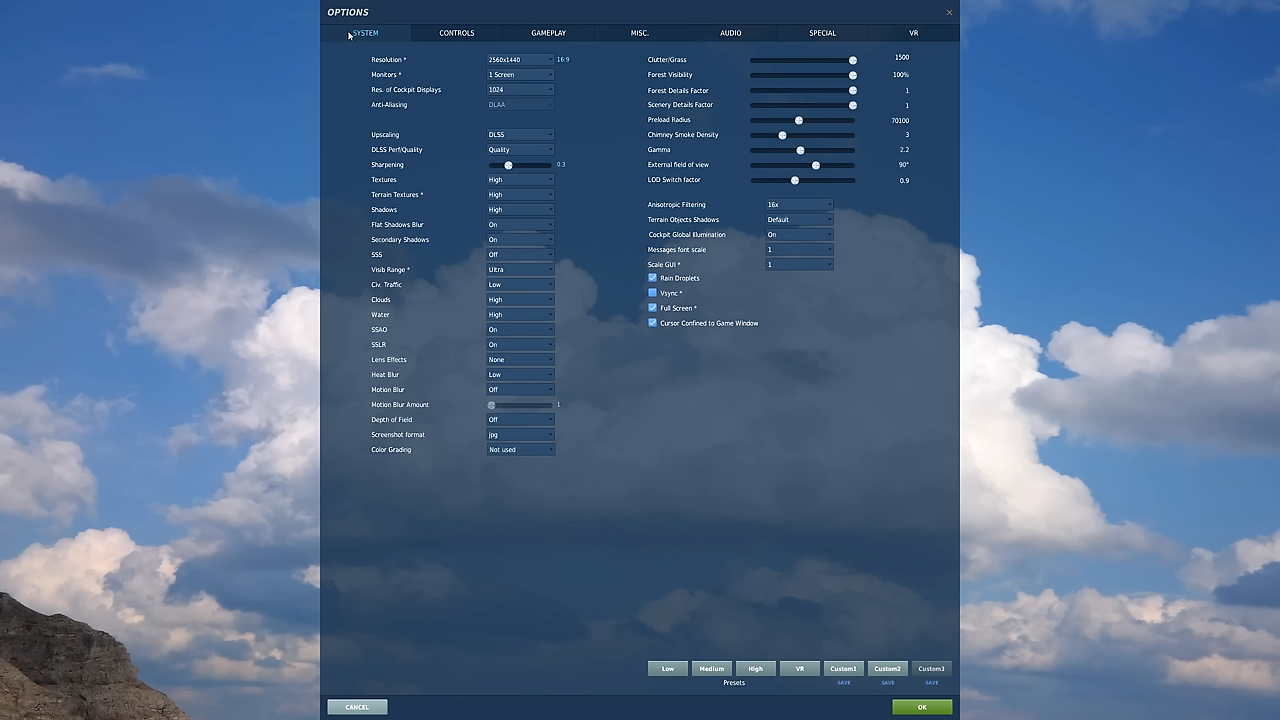 OPTIONS
SYSTEM CONTROLS GAMEPLAY MISC. AUDIO SPECIAL VR
Resolution * 2560x1440 16:9
Monitors * 1 Screen
Res. of Cockpit Displays 1024
Anti-Aliasing DLAA
Upscaling DLSS
DLSS Perf/Quality Quality
Sharpening 0.3
Textures High
Terrain Textures * High
Shadows High
Flat Shadows Blur On
Secondary Shadows On
SSS Off
Visib Range * Ultra
Civ. Traffic Low
Clouds High
Water High
SSAO On
SSLR On
Lens Effects None
Heat Blur Low
Motion Blur Off
Motion Blur Amount 1
Depth of Field Off
Screenshot format jpg
Color Grading Not used
Clutter/Grass 1500
Forest Visibility 100%
Forest Details Factor 1
Scenery Details Factor 1
Preload Radius 70100
Chimney Smoke Density 3
Gamma 2.2
External field of view 90°
LOD Switch factor 0.9
Anisotropic Filtering 16x
Terrain Objects Shadows Default
Cockpit Global Illumination On
Messages font scale 1
Scale GUI * 1
Rain Droplets
Vsync *
Full Screen *
Cursor Confined to Game Window
Low Medium High VR Custom1 Custom2 Custom3
Presets SAVE SAVE SAVE
CANCEL OK